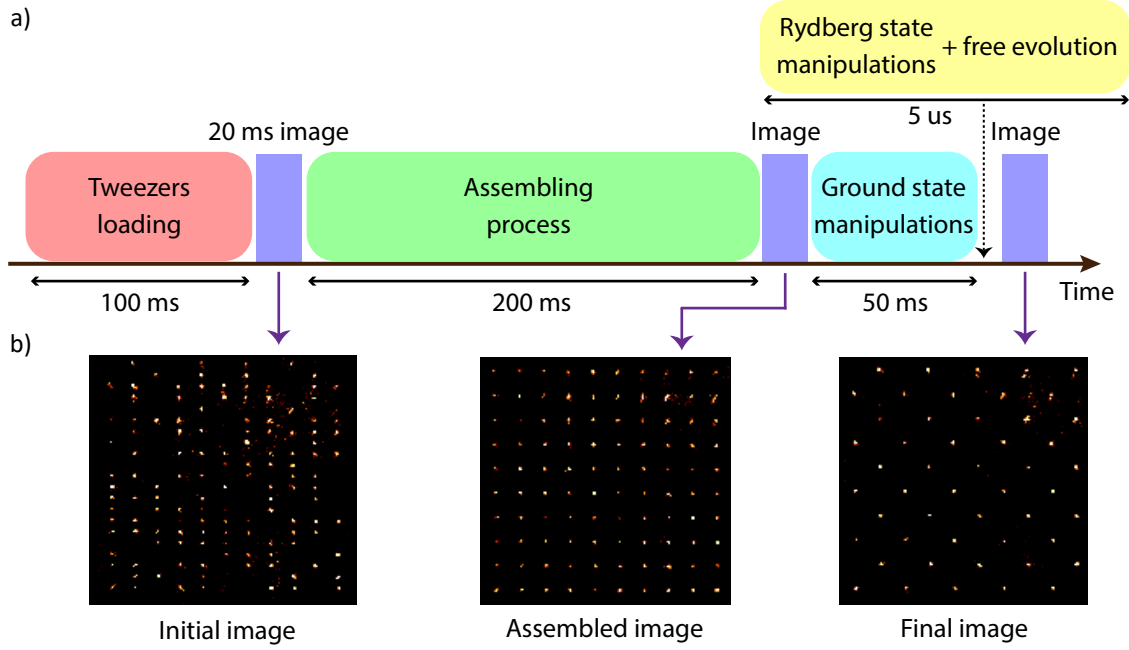 a)
Rydberg state
manipulations + free evolution
5 us
20 ms image
Image
Image
Tweezers
loading
Assembling
process
Ground state
manipulations
100 ms
200 ms
50 ms
Time
b)
Initial image
Assembled image
Final image